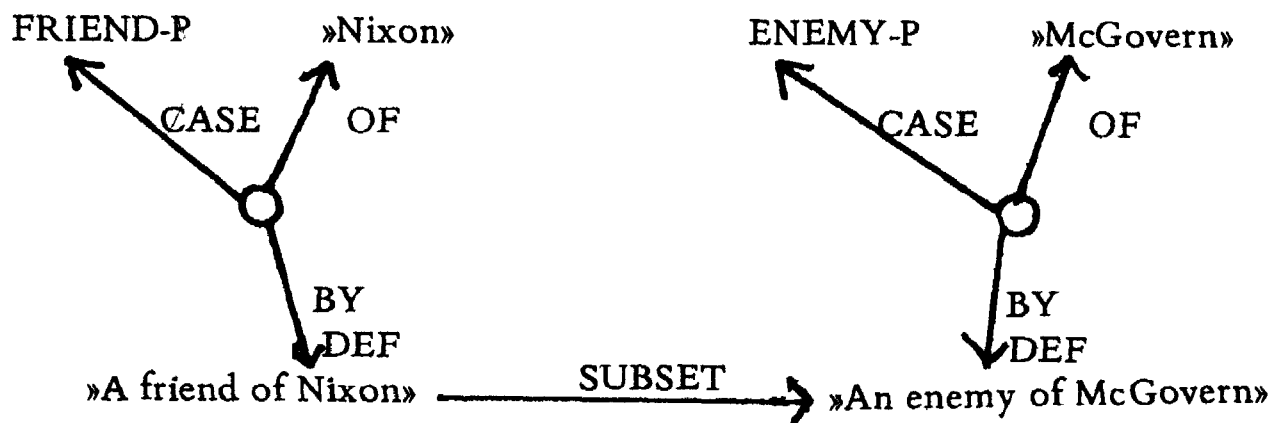 FRIEND-P »Nixon» ENEMY-P »McGovern»
CASE OF CASE OF
BY BY
DEF DEF
»A friend of Nixon» SUBSET »An enemy of McGovern»